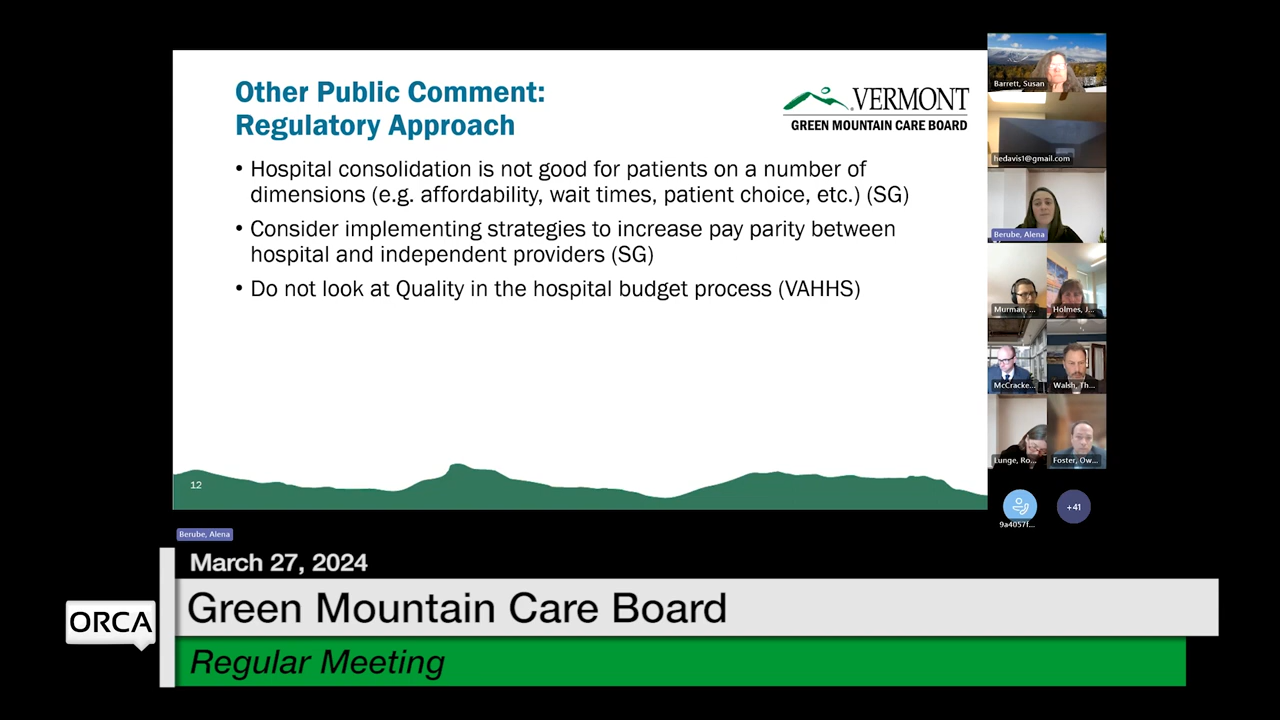 Other Public Comment:
Regulatory Approach
VERMONT
GREEN MOUNTAIN CARE BOARD
• Hospital consolidation is not good for patients on a number of
dimensions (e.g. affordability, wait times, patient choice, etc.) (SG)
• Consider implementing strategies to increase pay parity between
hospital and independent providers (SG)
• Do not look at Quality in the hospital budget process (VAHHS)
12
Barrett, Susan
hedavis1@gmail.com
Berube, Alena
Murman, ...
Holmes, J...
McCracke...
Walsh, Th...
Lunge, Ro...
Foster, Ow...
9a4057f...
+41
Berube, Alena
March 27, 2024
ORCA
Green Mountain Care Board
Regular Meeting